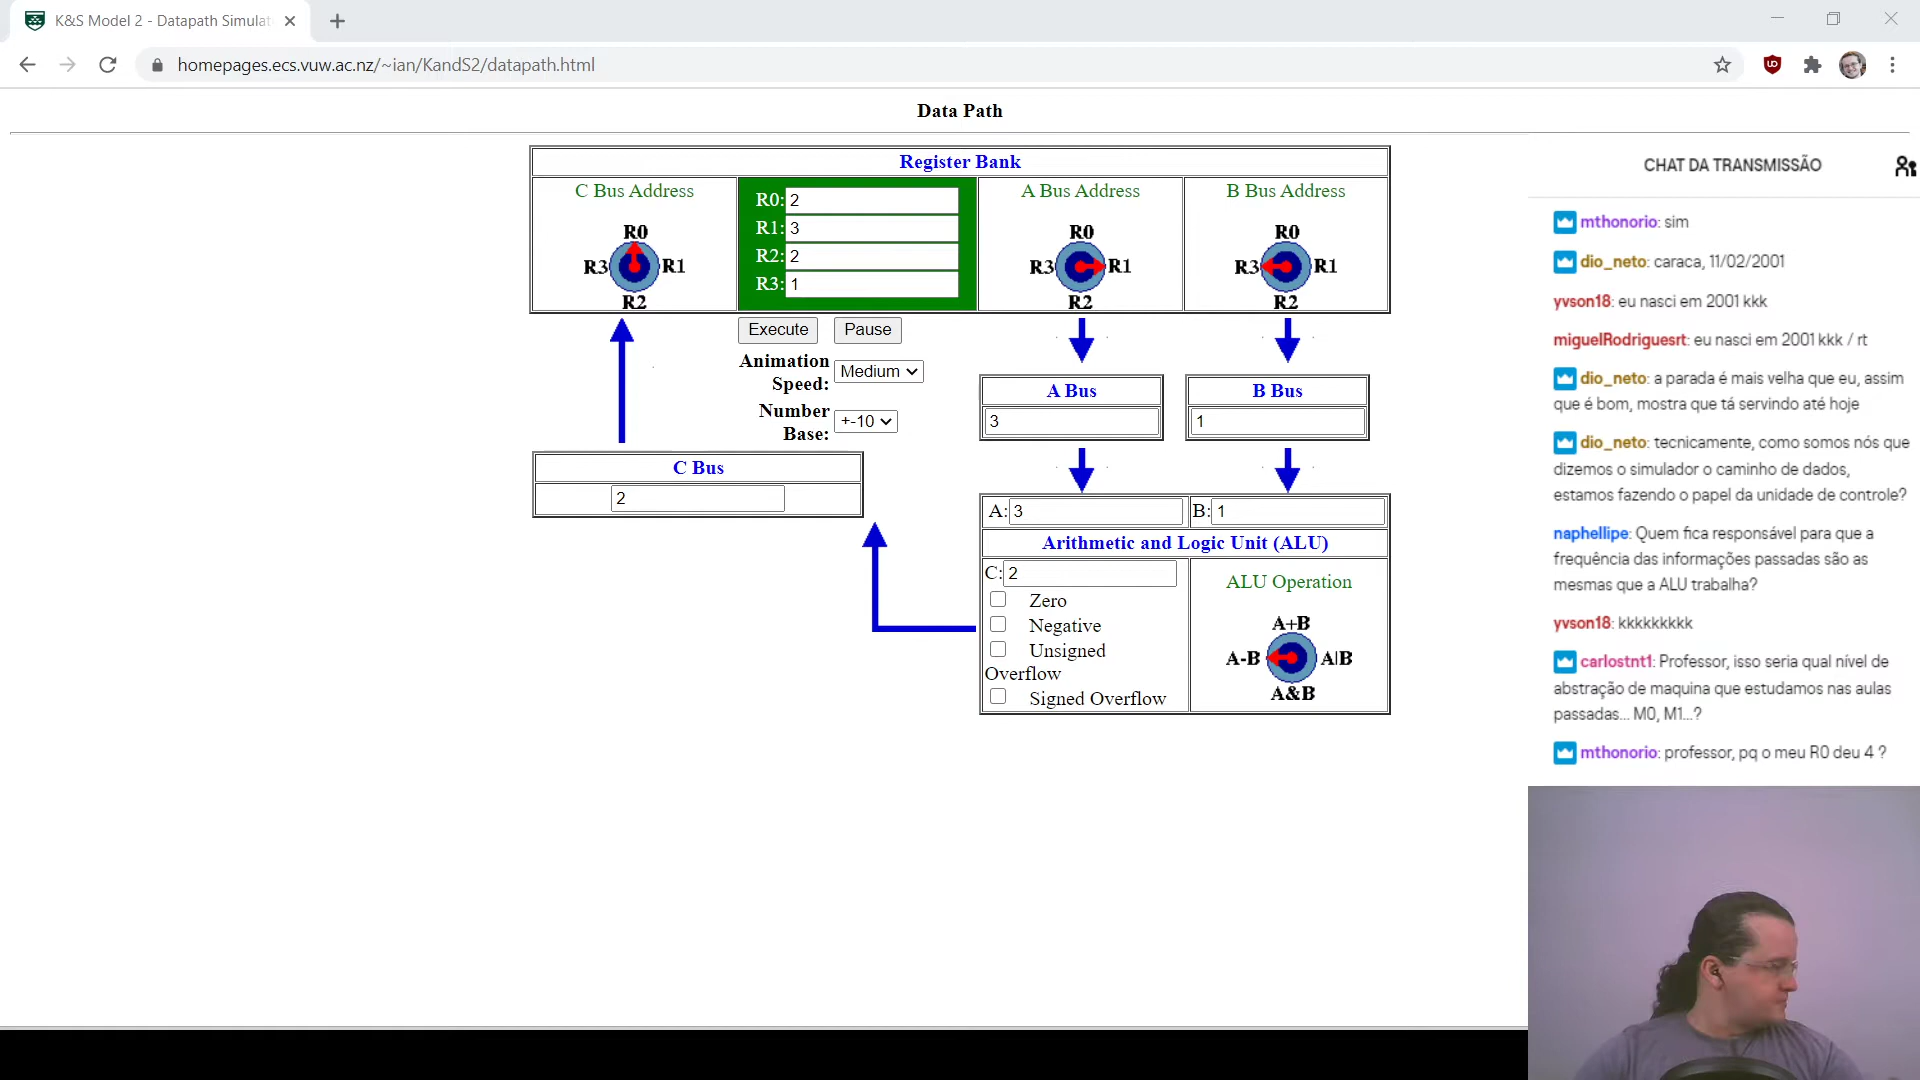 K&S Model 2 - Datapath Simulat
homepages.ecs.vuw.ac.nz/~ian/KandS2/datapath.html
Data Path
Register Bank
C Bus Address
R0
R3
R1
R2
R0: 2
R1: 3
R2: 2
R3: 1
A Bus Address
R0
R3
R1
R2
B Bus Address
R0
R3
R1
R2
Execute
Pause
Animation
Speed:
Medium
Number
Base:
+-10
C Bus
2
A Bus
3
B Bus
1
A: 3
B: 1
Arithmetic and Logic Unit (ALU)
C: 2
Zero
Negative
Unsigned
Overflow
Signed Overflow
ALU Operation
A+B
A-B
A|B
A&B
CHAT DA TRANSMISSÃO
mthonorio: sim
dio_neto: caraca, 11/02/2001
yvson18: eu nasci em 2001 kkk
miguelRodriguesrt: eu nasci em 2001 kkk / rt
dio_neto: a parada é mais velha que eu, assim
que é bom, mostra que tá servindo até hoje
dio_neto: tecnicamente, como somos nós que
dizemos o simulador o caminho de dados,
estamos fazendo o papel da unidade de controle?
naphellipe: Quem fica responsável para que a
frequência das informações passadas são as
mesmas que a ALU trabalha?
yvson18: kkkkkkkkk
carlostnt1: Professor, isso seria qual nível de
abstração de maquina que estudamos nas aulas
passadas... M0, M1...?
mthonorio: professor, pq o meu R0 deu 4 ?